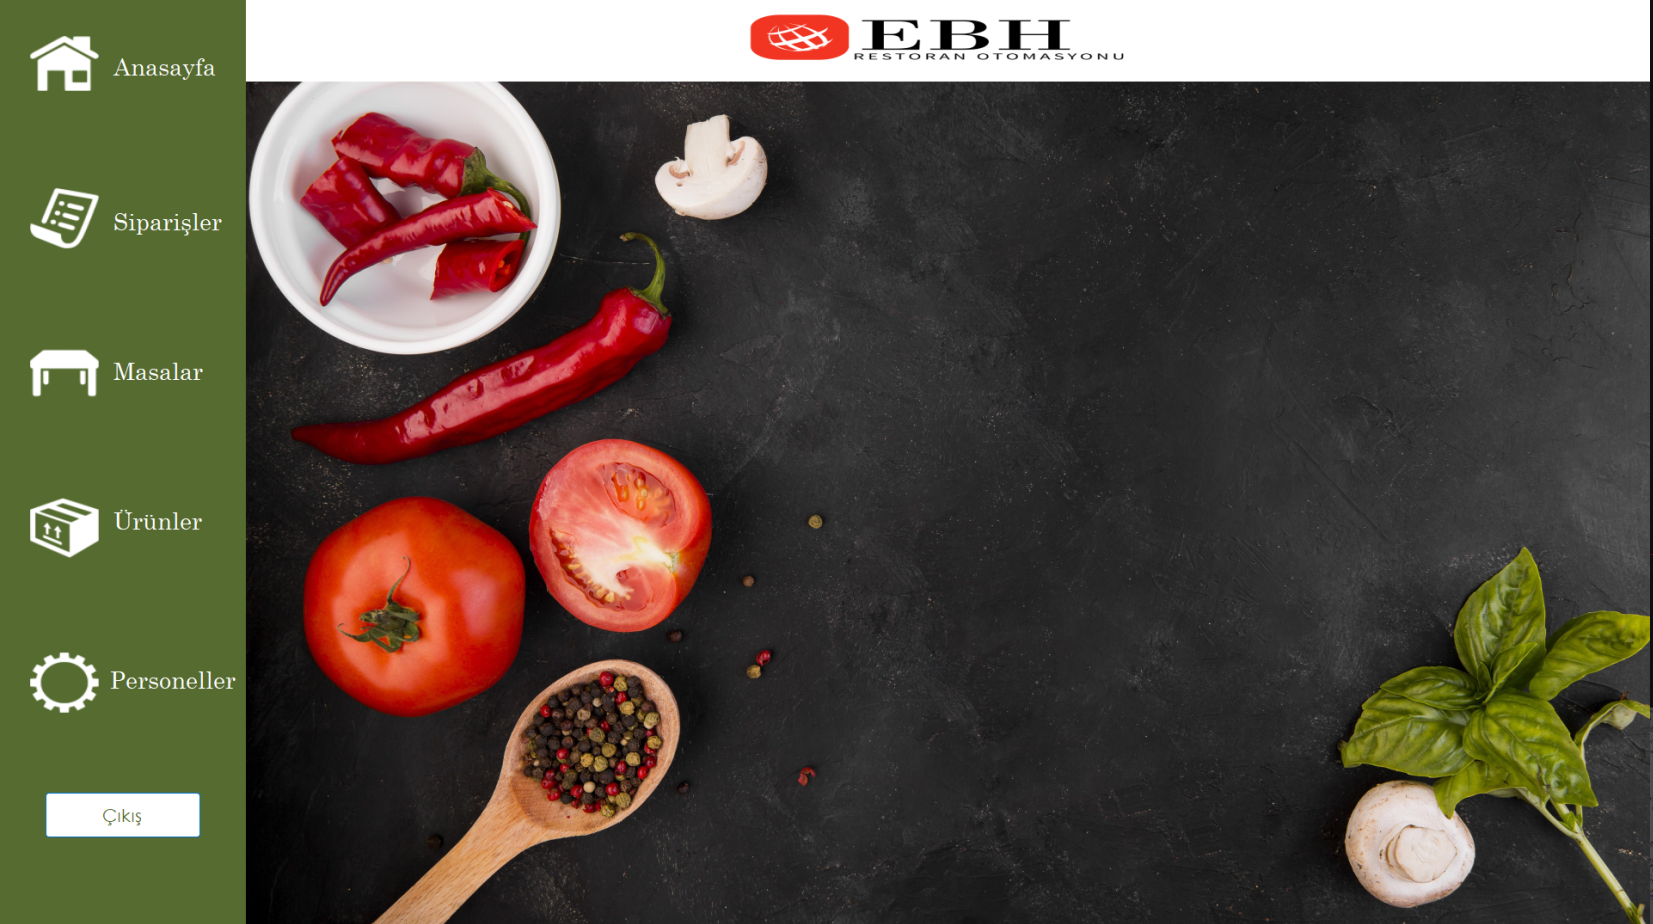 EBH
RESTORAN OTOMASYONU
Anasayfa
Siparişler
Masalar
Ürünler
Personeller
Çıkış